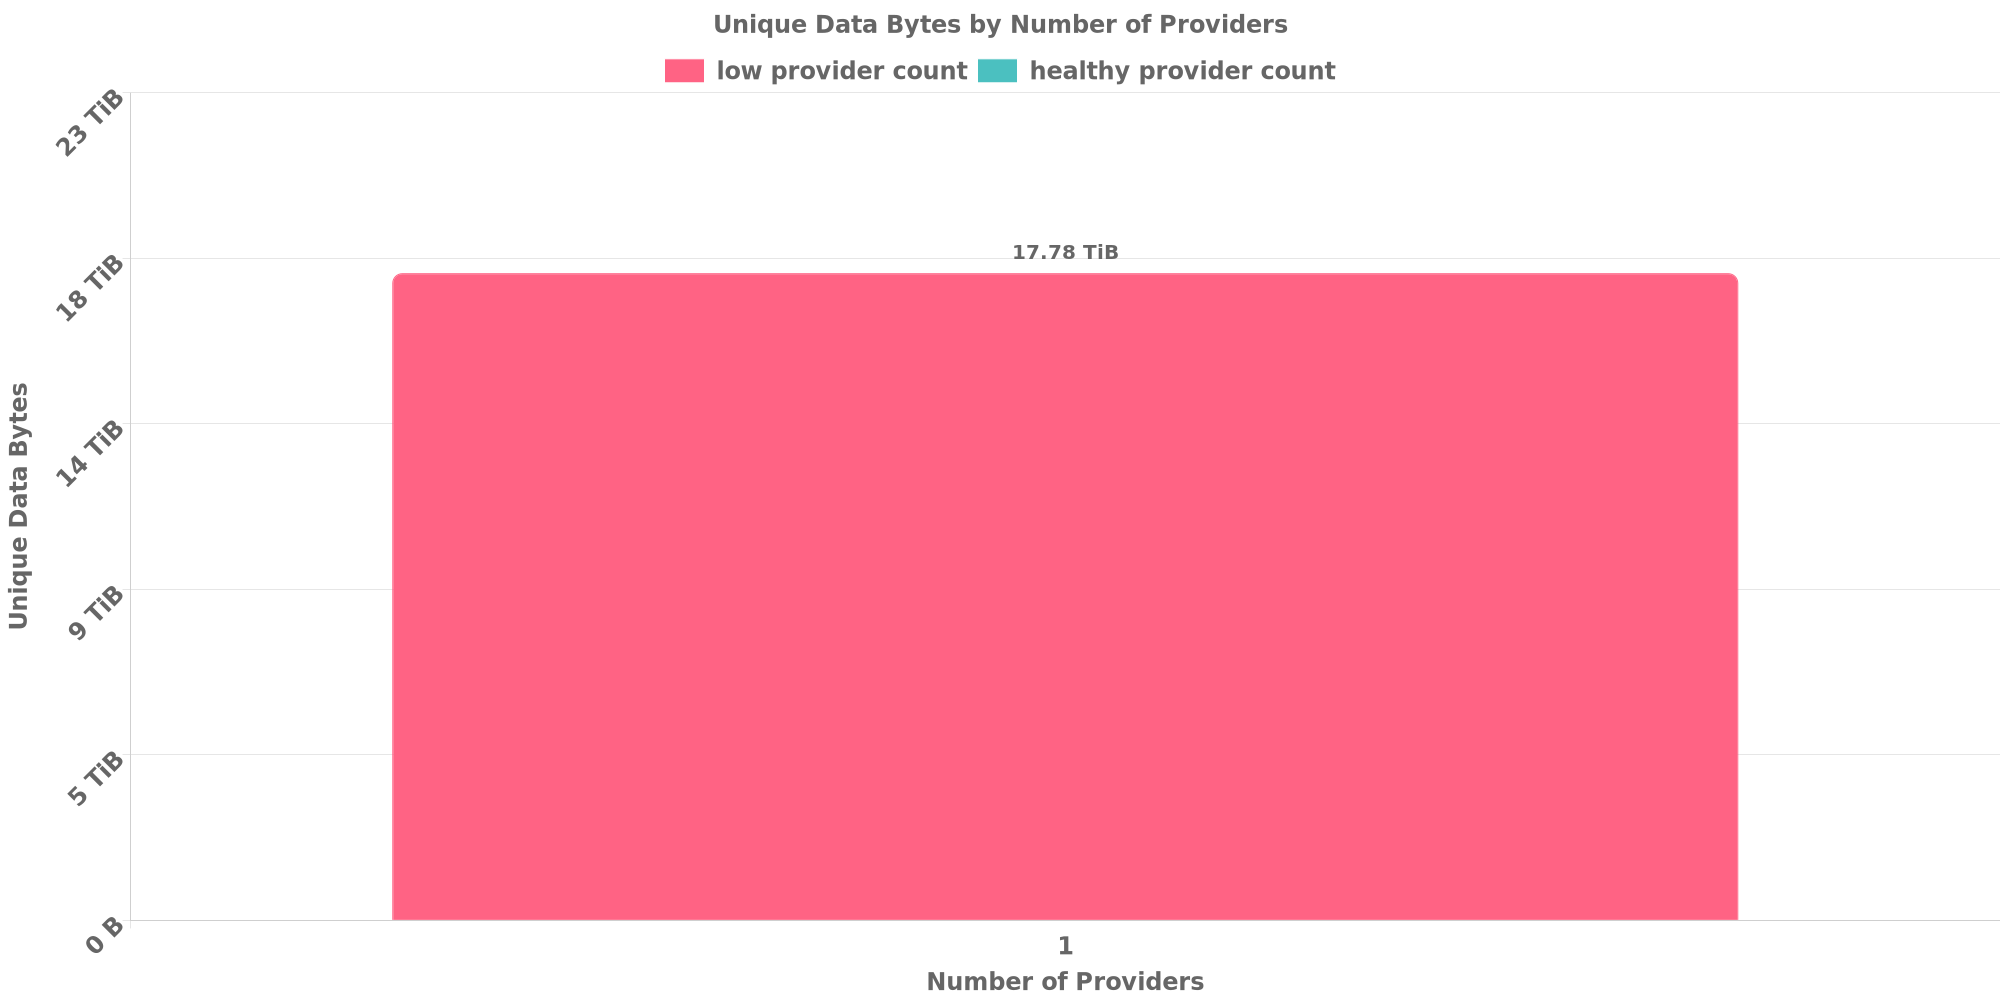 Unique Data Bytes by Number of Providers
low provider count healthy provider count
23 TiB
18 TiB
14 TiB
9 TiB
5 TiB
0 B
Unique Data Bytes
17.78 TiB
1
Number of Providers